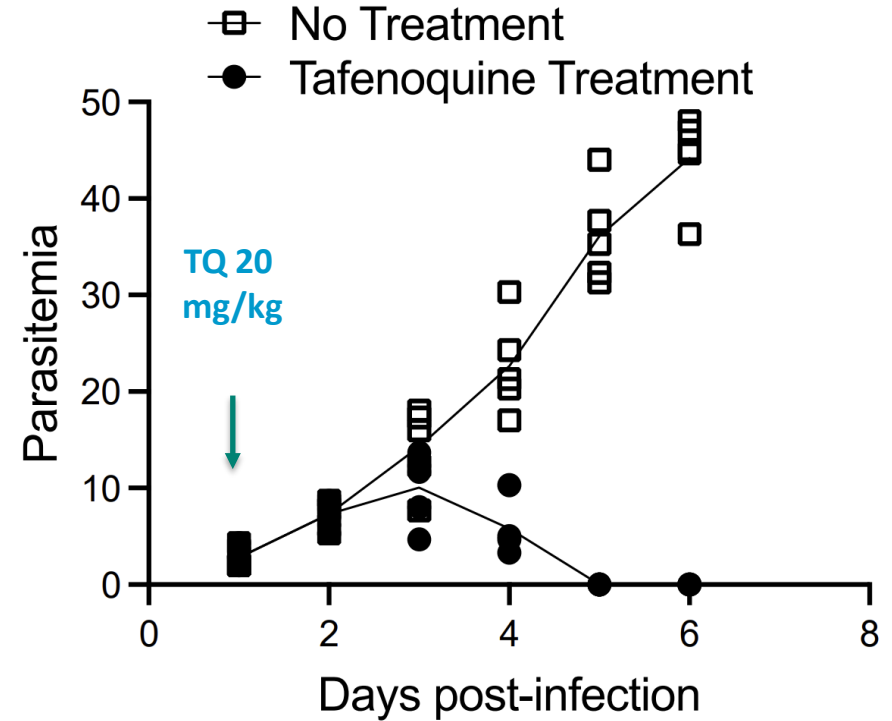 No Treatment
Tafenoquine Treatment
50
40
30
20
10
0
Parasitemia
TQ 20
mg/kg
0 2 4 6 8
Days post-infection